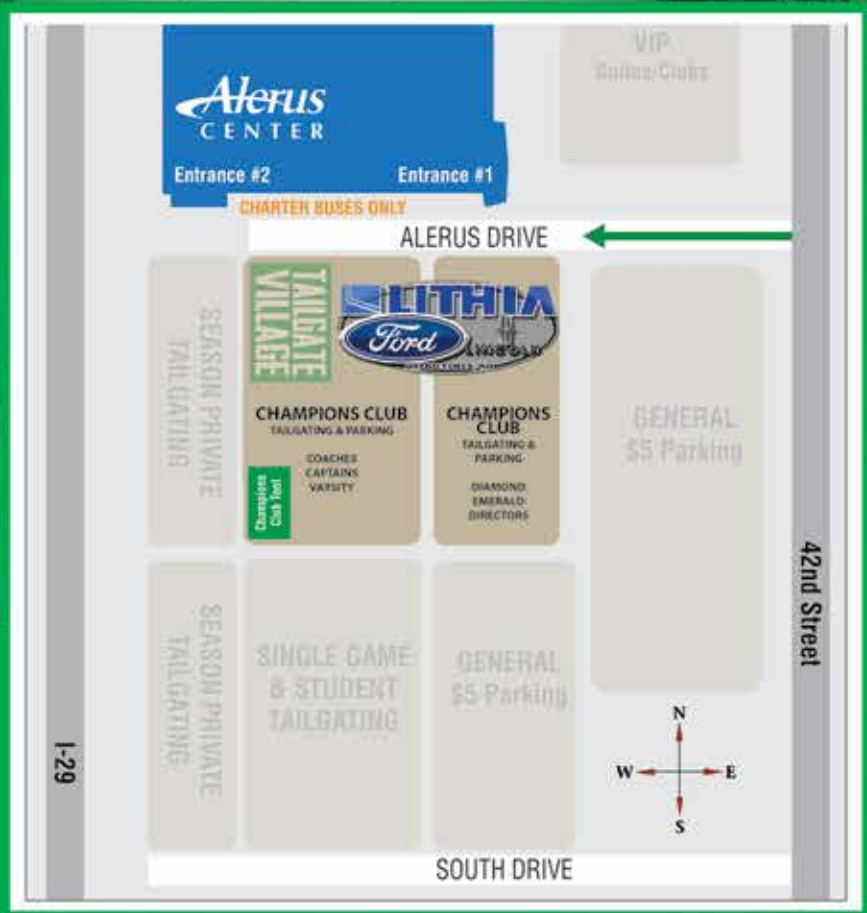 VIP
Suites/Clubs
Alerus
CENTER
Entrance #2
Entrance #1
CHARTER BUSES ONLY
ALERUS DRIVE
SEASON PRIVATE
TAILGATING
TAILGATE
VILLAGE
LITHIA
Ford
LINCOLN
CHAMPIONS CLUB
TAILGATING & PARKING
COACHES
CAPTAINS
VARSITY
Champions
Club Tent
CHAMPIONS
CLUB
TAILGATING &
PARKING
DIAMOND
EMERALD
DIRECTORS
GENERAL
$5 Parking
42nd Street
SEASON PRIVATE
TAILGATING
SINGLE GAME
& STUDENT
TAILGATING
GENERAL
$5 Parking
I-29
N
W
E
S
SOUTH DRIVE